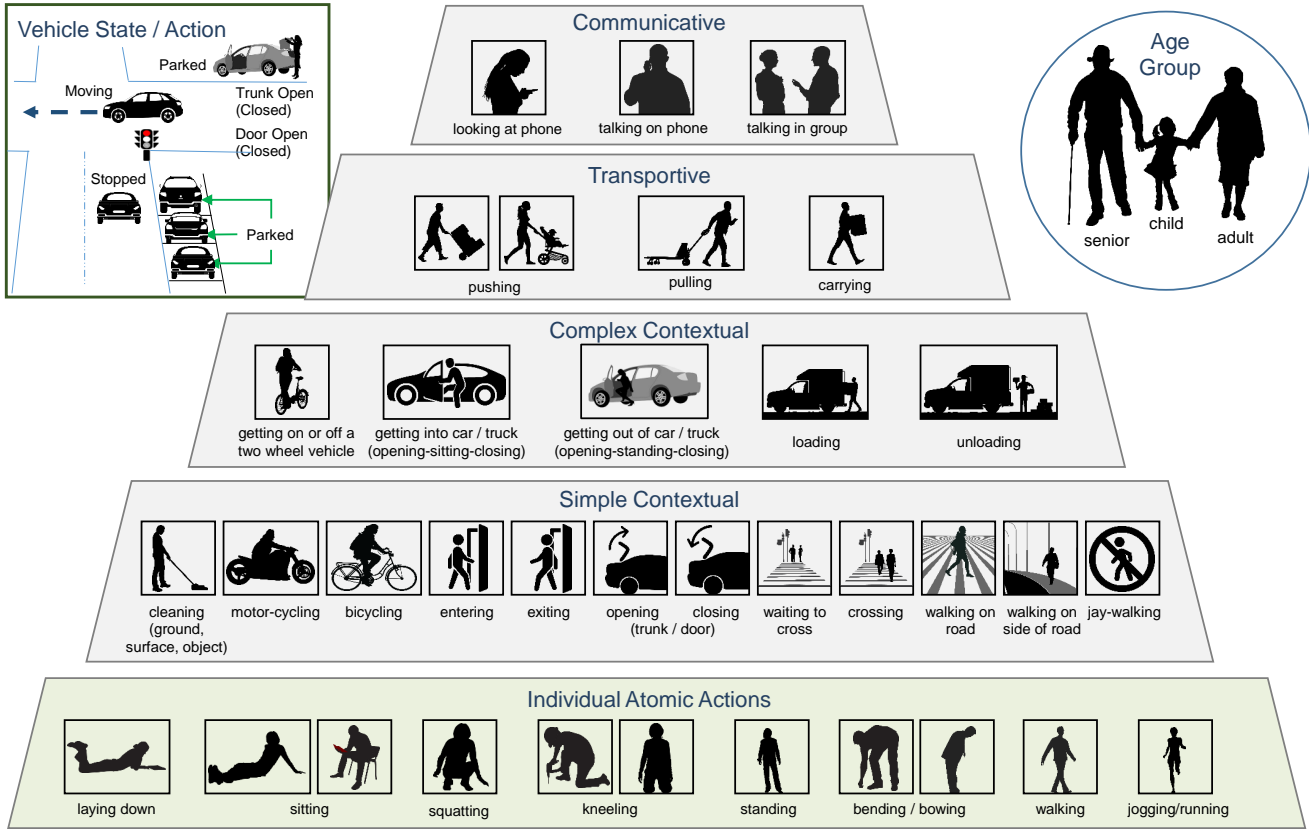 Vehicle State / Action
Parked
Moving
Trunk Open
(Closed)
Door Open
(Closed)
Stopped
Parked
Communicative
looking at phone
talking on phone
talking in group
Age
Group
senior
child
adult
Transportive
pushing
pulling
carrying
Complex Contextual
getting on or off a
two wheel vehicle
getting into car / truck
(opening-sitting-closing)
getting out of car / truck
(opening-standing-closing)
loading
unloading
Simple Contextual
cleaning
(ground,
surface, object)
motor-cycling
bicycling
entering
exiting
opening
closing
(trunk / door)
waiting to
cross
crossing
walking on
road
walking on
side of road
jay-walking
Individual Atomic Actions
laying down
sitting
squatting
kneeling
standing
bending / bowing
walking
jogging/running